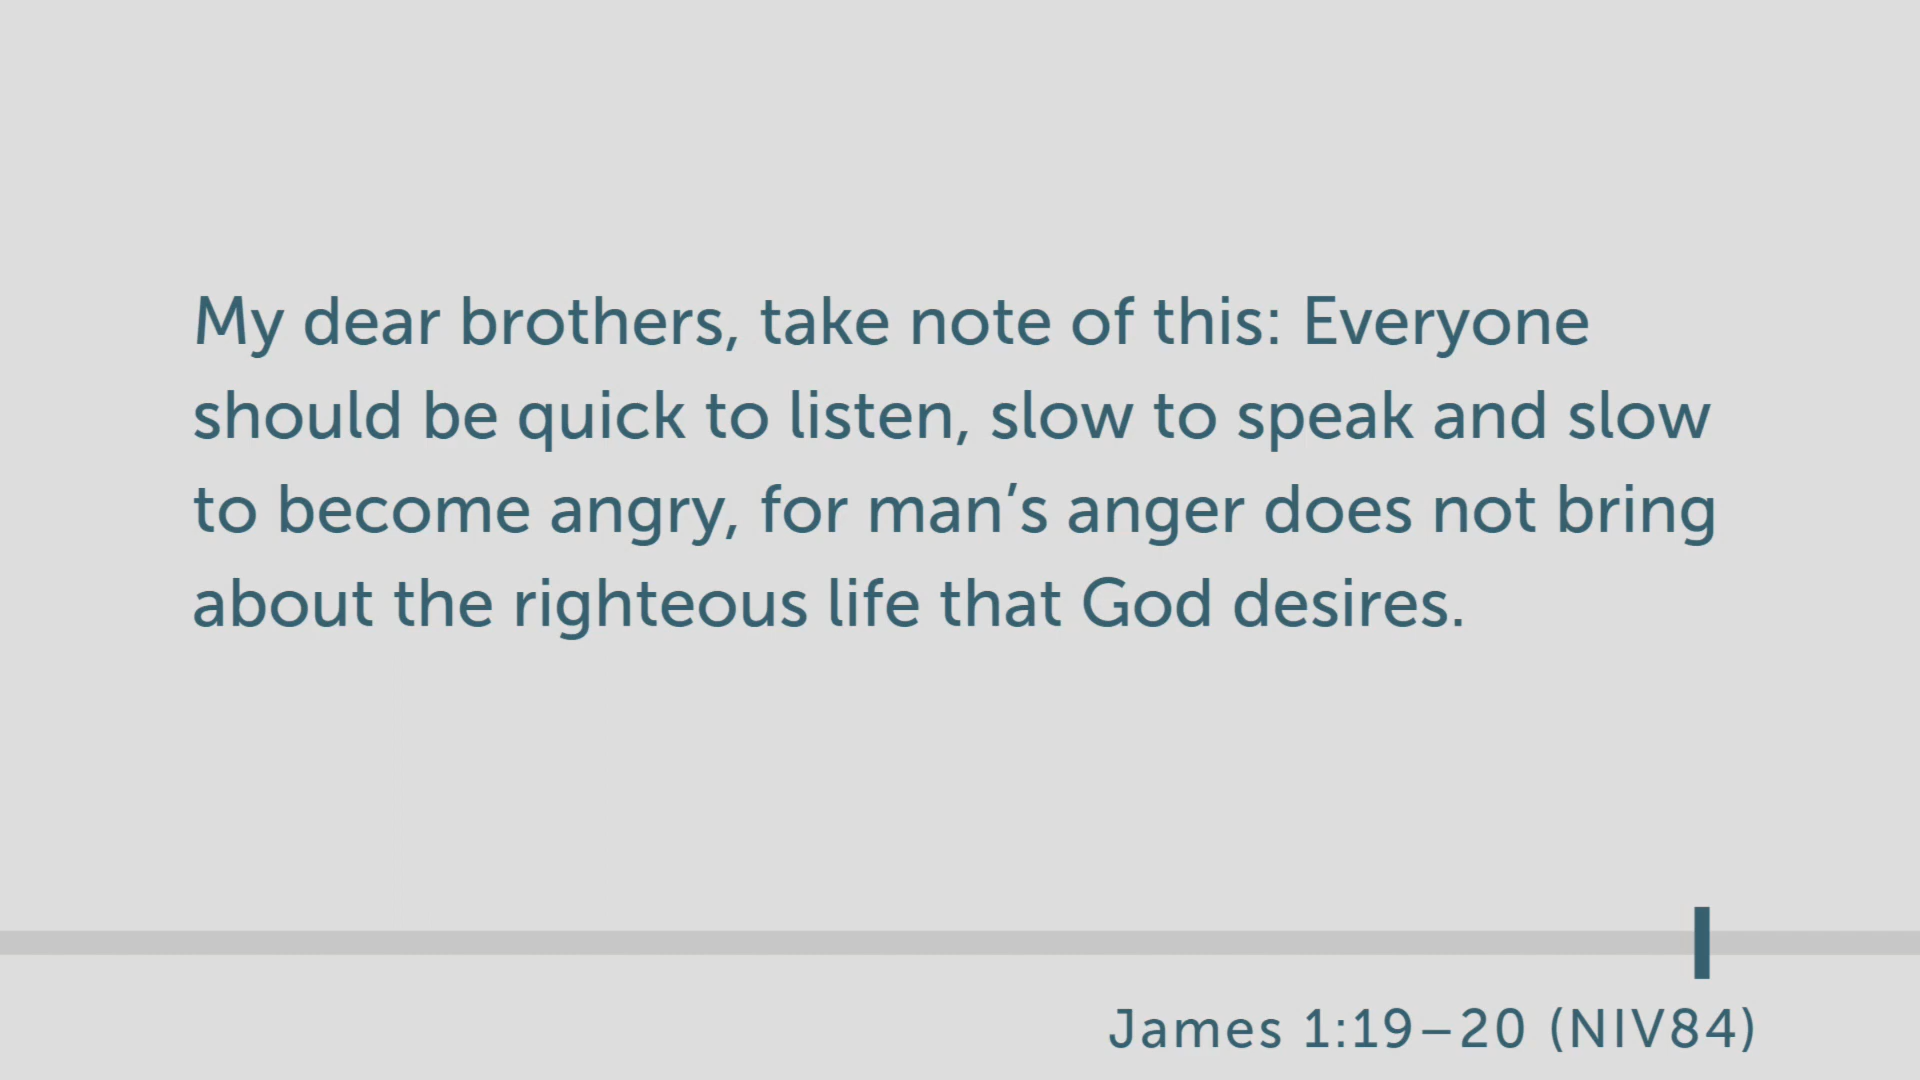 My dear brothers, take note of this: Everyone
should be quick to listen, slow to speak and slow
to become angry, for man’s anger does not bring
about the righteous life that God desires.
James 1:19–20 (NIV84)